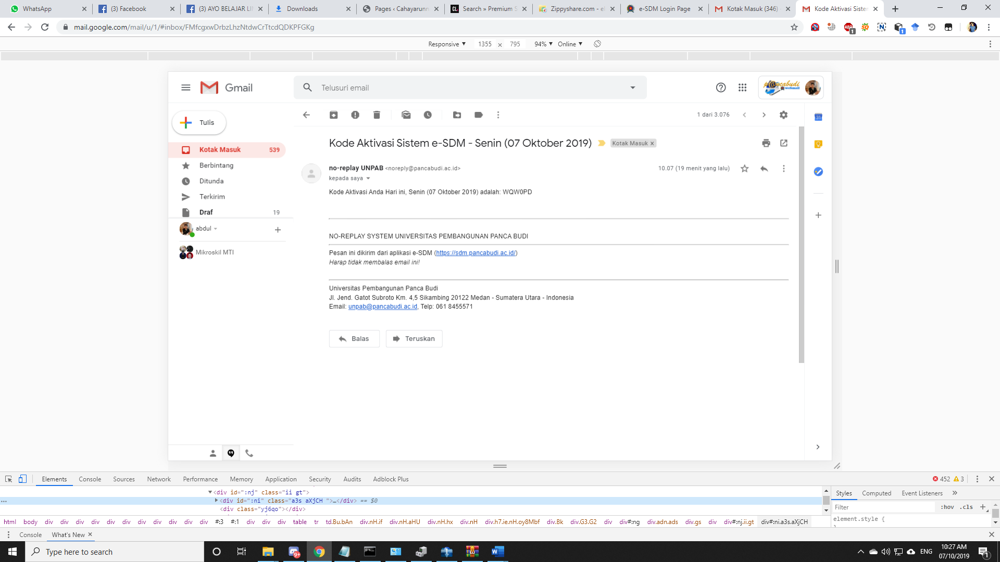 WhatsApp
(3) Facebook
(3) AYO BELAJAR LI
Downloads
Pages ‹ Cahayarunn
Search » Premium S
Zippyshare.com - e
e-SDM Login Page
Kotak Masuk (346)
Kode Aktivasi Sister
mail.google.com/mail/u/1/#inbox/FMfcgxwDrbzLhzNtdwCrTtcdQDKPFGKg
Responsive 1355 x 795 94% Online
Gmail
Telusuri email
Tulis
1 dari 3.076
Kotak Masuk 539
Berbintang
Ditunda
Terkirim
Draf 19
abdul
Mikroskil MTI
Kode Aktivasi Sistem e-SDM - Senin (07 Oktober 2019) Kotak Masuk x
no-replay UNPAB <noreply@pancabudi.ac.id> 10.07 (19 menit yang lalu)
kepada saya
Kode Aktivasi Anda Hari ini, Senin (07 Oktober 2019) adalah: WQW0PD
NO-REPLAY SYSTEM UNIVERSITAS PEMBANGUNAN PANCA BUDI
Pesan ini dikirim dari aplikasi e-SDM (https://sdm.pancabudi.ac.id/)
Harap tidak membalas email ini!
Universitas Pembangunan Panca Budi
Jl. Jend. Gatot Subroto Km. 4,5 Sikambing 20122 Medan - Sumatera Utara - Indonesia
Email: unpab@pancabudi.ac.id, Telp: 061 8455571
Balas Teruskan
Elements Console Sources Network Performance Memory Application Security Audits Adblock Plus 452 3
<div id=":nj" class="ii gt">
<div id=":ni" class="a3s aXjCH ">…</div> == $0
<div class="yj6qo"></div>
Styles Computed Event Listeners »
Filter :hov .cls +
element.style {
html body div div div div div div div div div div div #:3 #:1 div div div table tr td.Bu.bAn div.nH.if div.nH.aHU div.nH.hx div.nH div.h7.ie.nH.oy8Mbf div.Bk div.G3.G2 div div#:ng div.adn.ads div.gs div div#:nj.ii.gt div#:ni.a3s.aXjCH
Console What's New
Type here to search
ENG
10:27 AM
07/10/2019